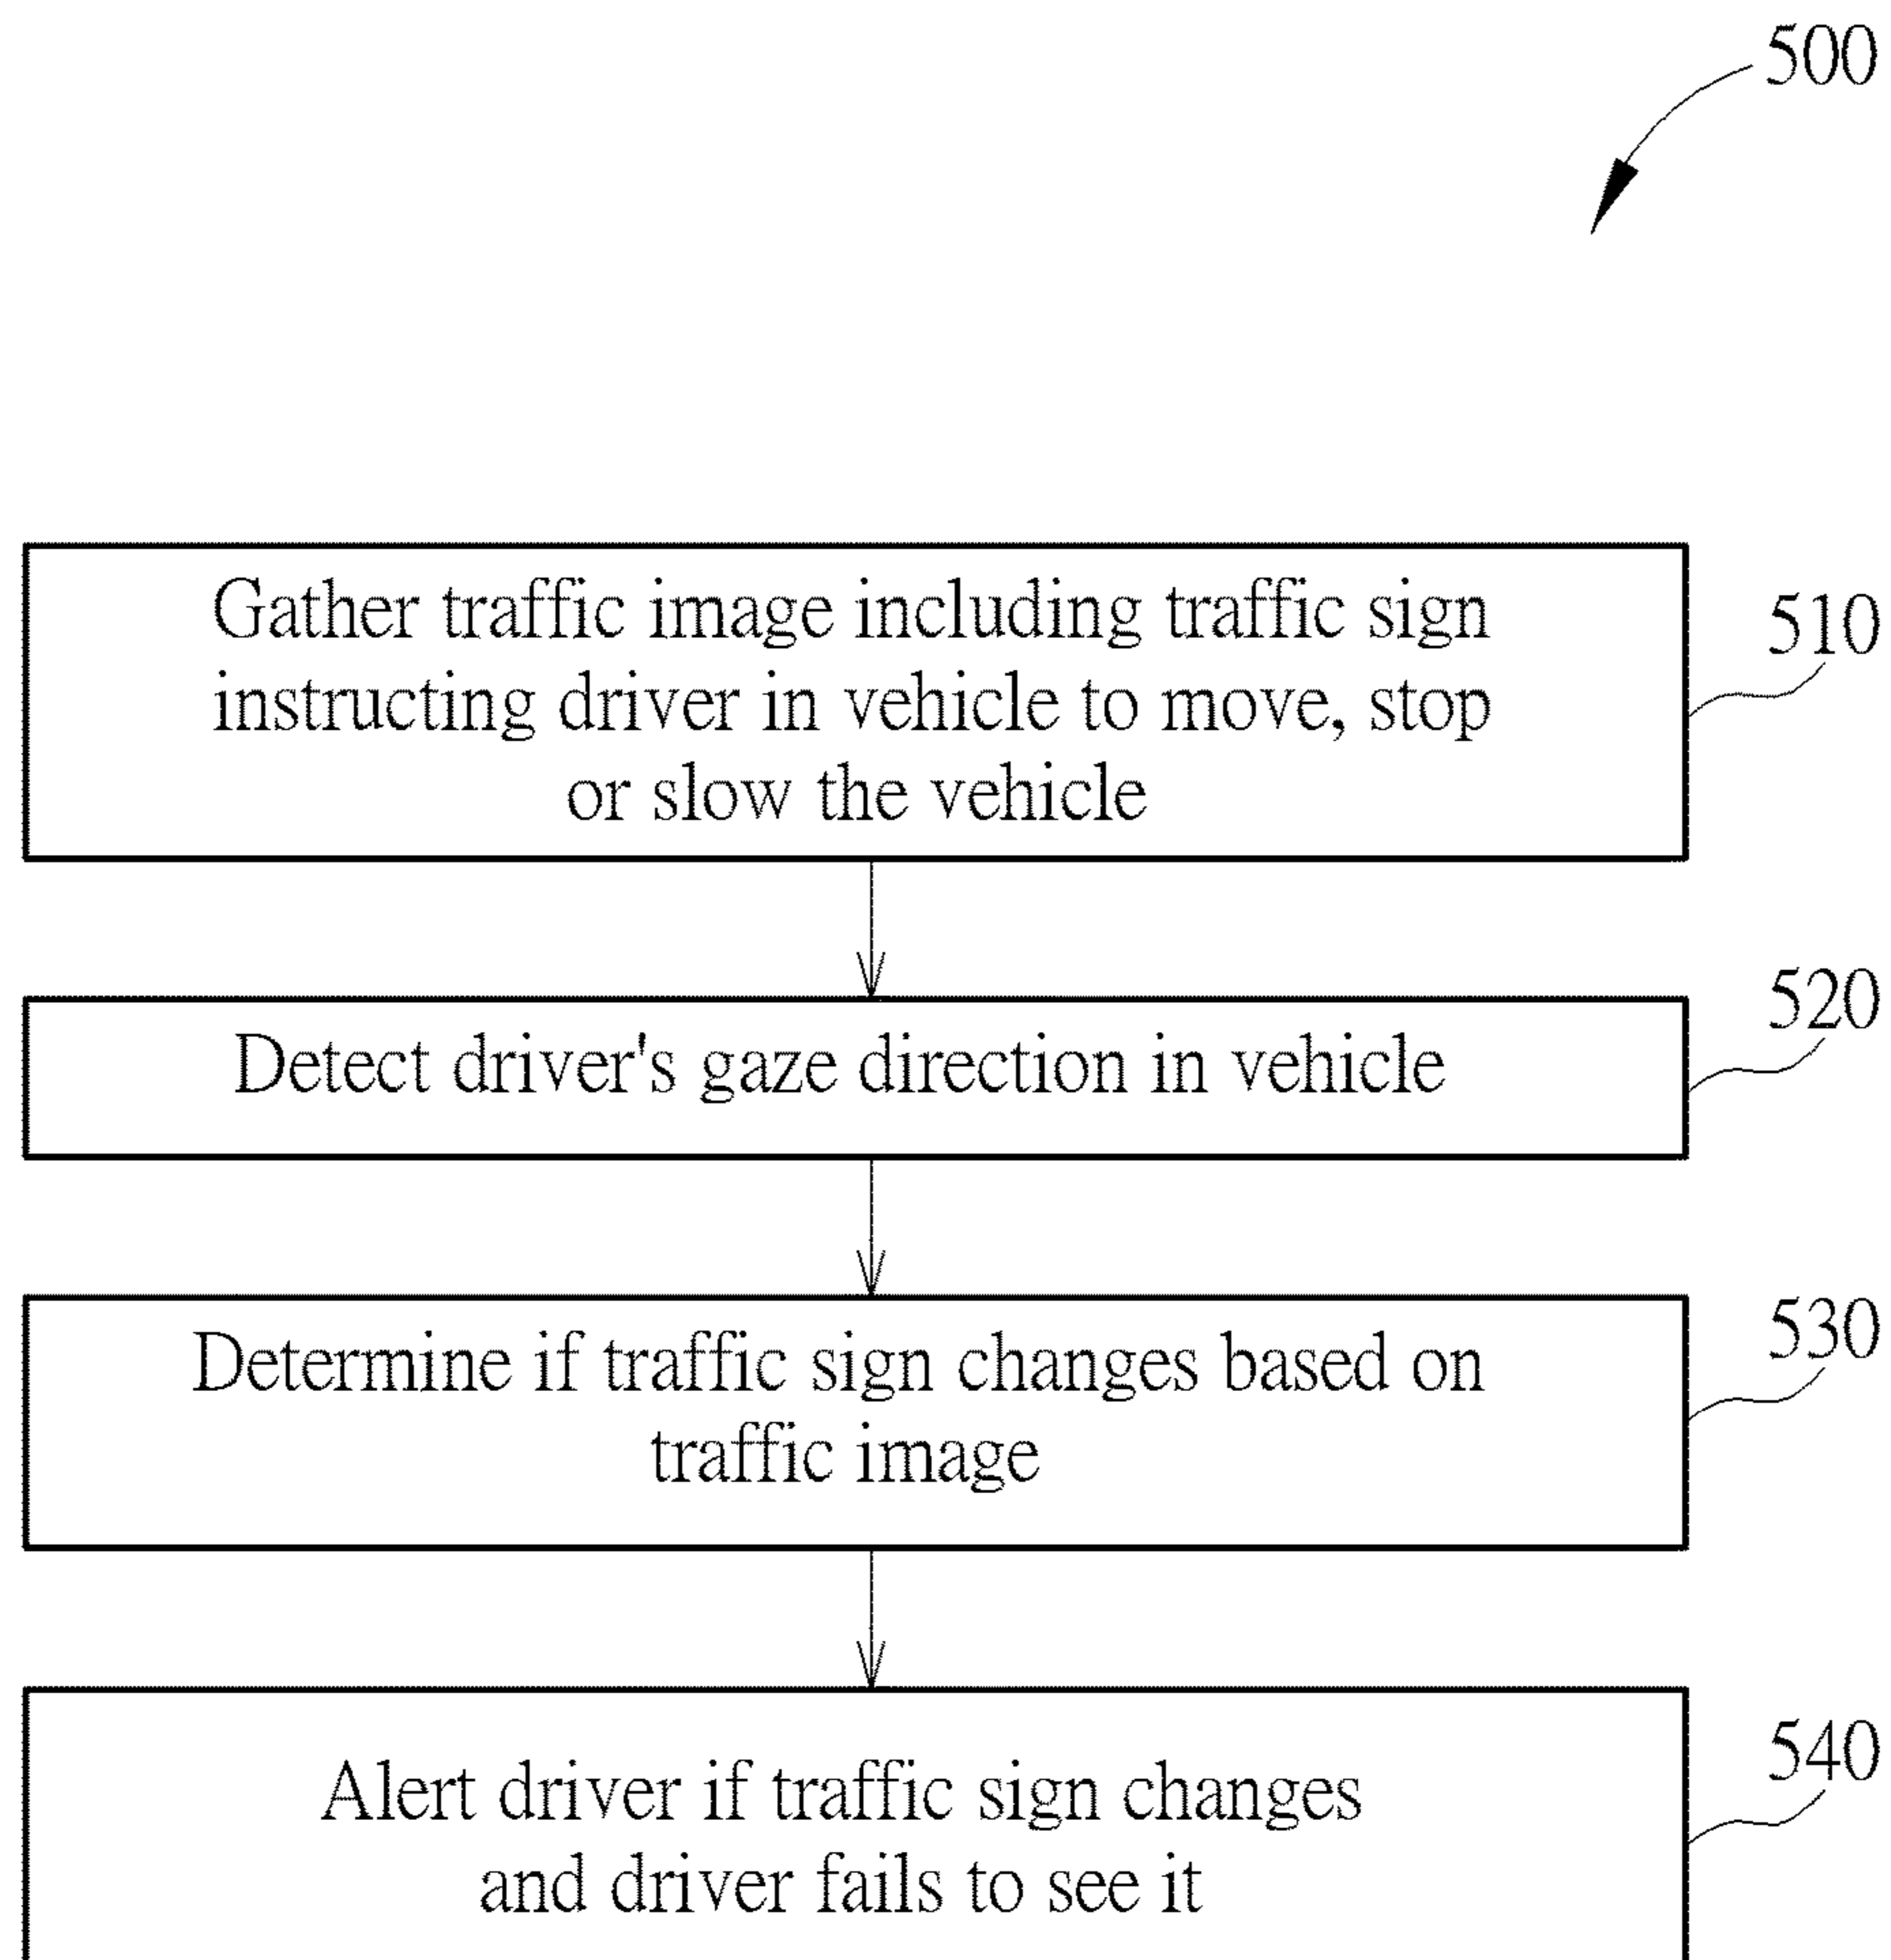 500
Gather traffic image including traffic sign
instructing driver in vehicle to move, stop
or slow the vehicle
510
Detect driver's gaze direction in vehicle
520
Determine if traffic sign changes based on
traffic image
530
Alert driver if traffic sign changes
and driver fails to see it
540